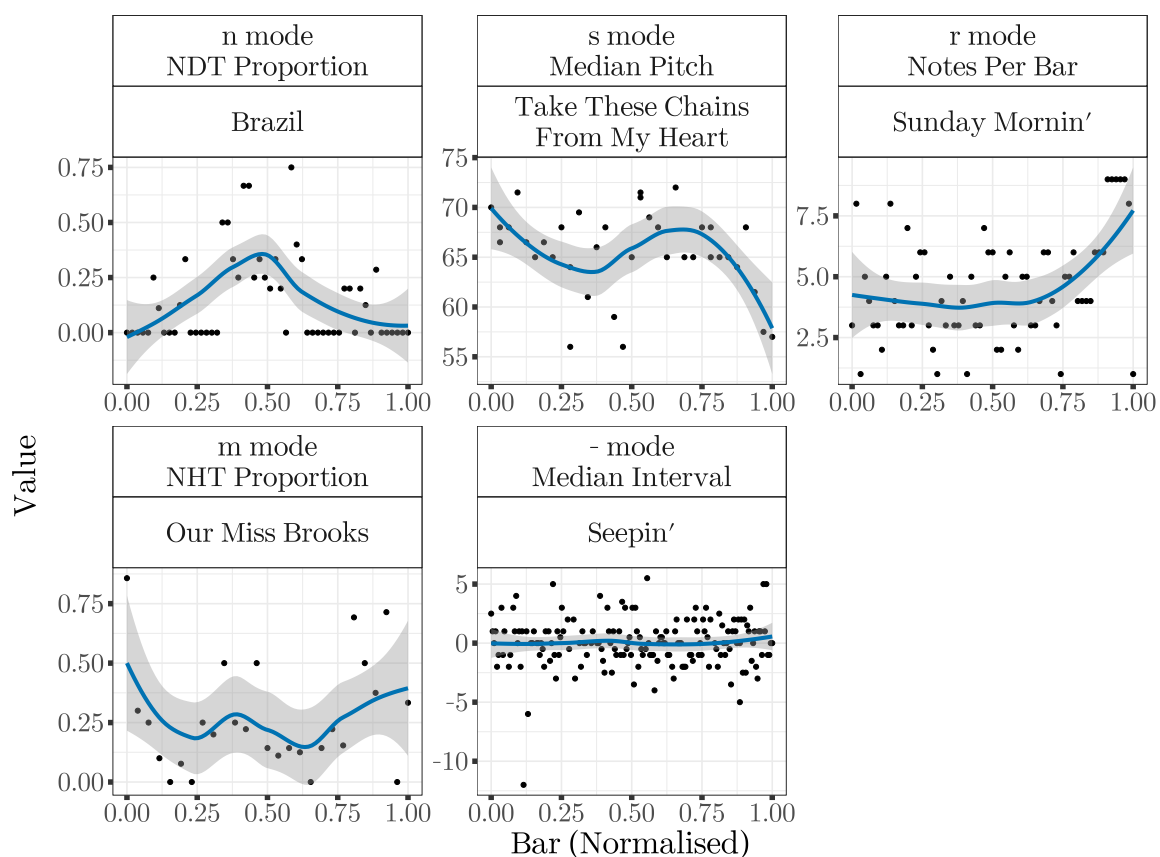 n mode
NDT Proportion
Brazil
0.75
0.50
0.25
0.00
0.00 0.25 0.50 0.75 1.00
s mode
Median Pitch
Take These Chains
From My Heart
75
70
65
60
55
0.00 0.25 0.50 0.75 1.00
r mode
Notes Per Bar
Sunday Mornin′
7.5
5.0
2.5
0.00 0.25 0.50 0.75 1.00
Value
m mode
NHT Proportion
Our Miss Brooks
0.75
0.50
0.25
0.00
0.00 0.25 0.50 0.75 1.00
- mode
Median Interval
Seepin′
5
0
-5
-10
0.00 0.25 0.50 0.75 1.00
Bar (Normalised)